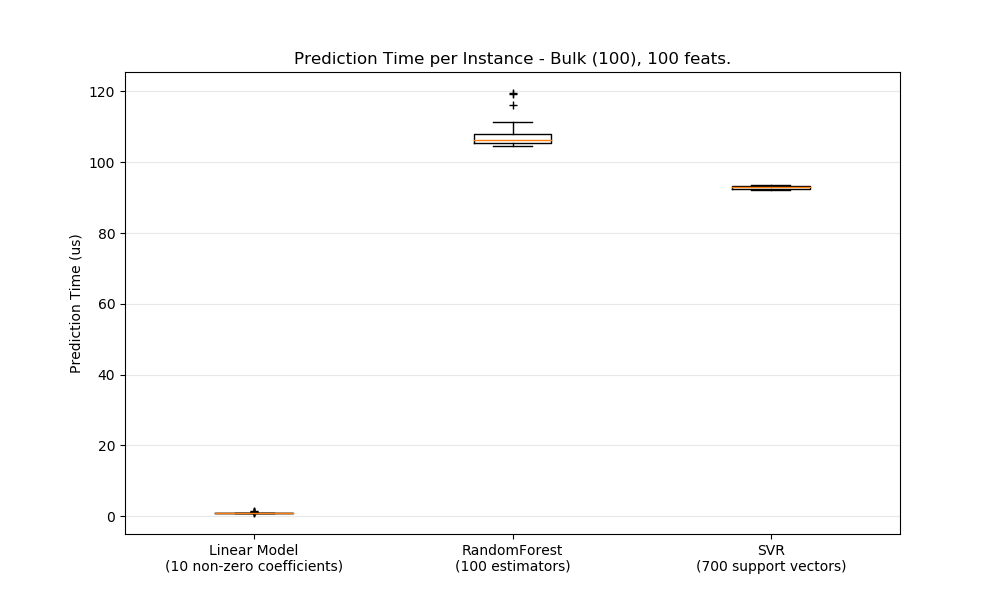 Prediction Time per Instance - Bulk (100), 100 feats.
120
100
80
60
40
20
0
Prediction Time (us)
Linear Model
(10 non-zero coefficients)
RandomForest
(100 estimators)
SVR
(700 support vectors)